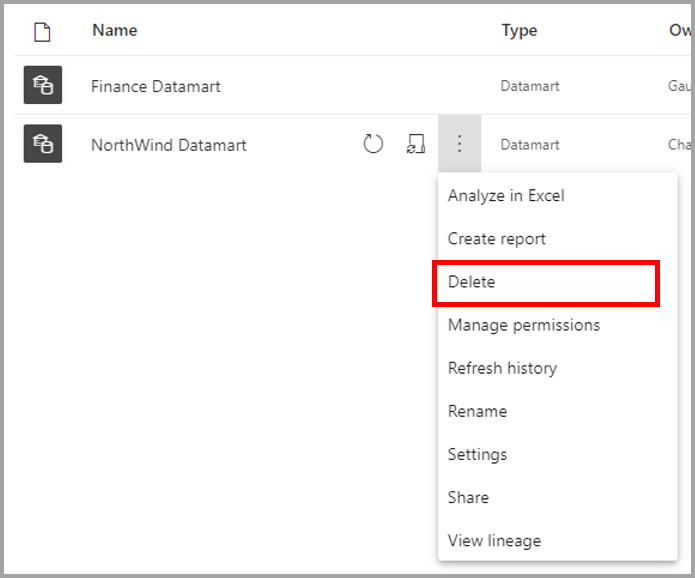 Name Type Ow
Finance Datamart Datamart Gau
NorthWind Datamart Datamart Cha
Analyze in Excel
Create report
Delete
Manage permissions
Refresh history
Rename
Settings
Share
View lineage